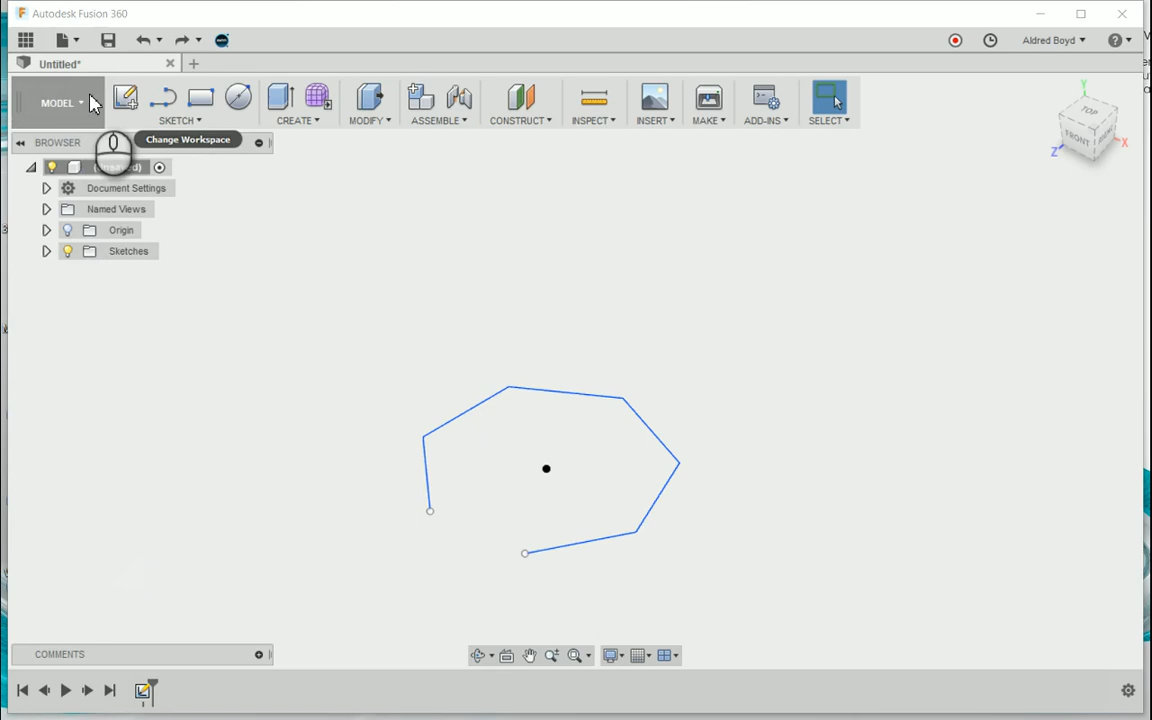 Autodesk Fusion 360
Aldred Boyd
Untitled*
MODEL
SKETCH
CREATE
MODIFY
ASSEMBLE
CONSTRUCT
INSPECT
INSERT
MAKE
ADD-INS
SELECT
Change Workspace
BROWSER
Document Settings
Named Views
Origin
Sketches
TOP
FRONT
Y
X
Z
COMMENTS